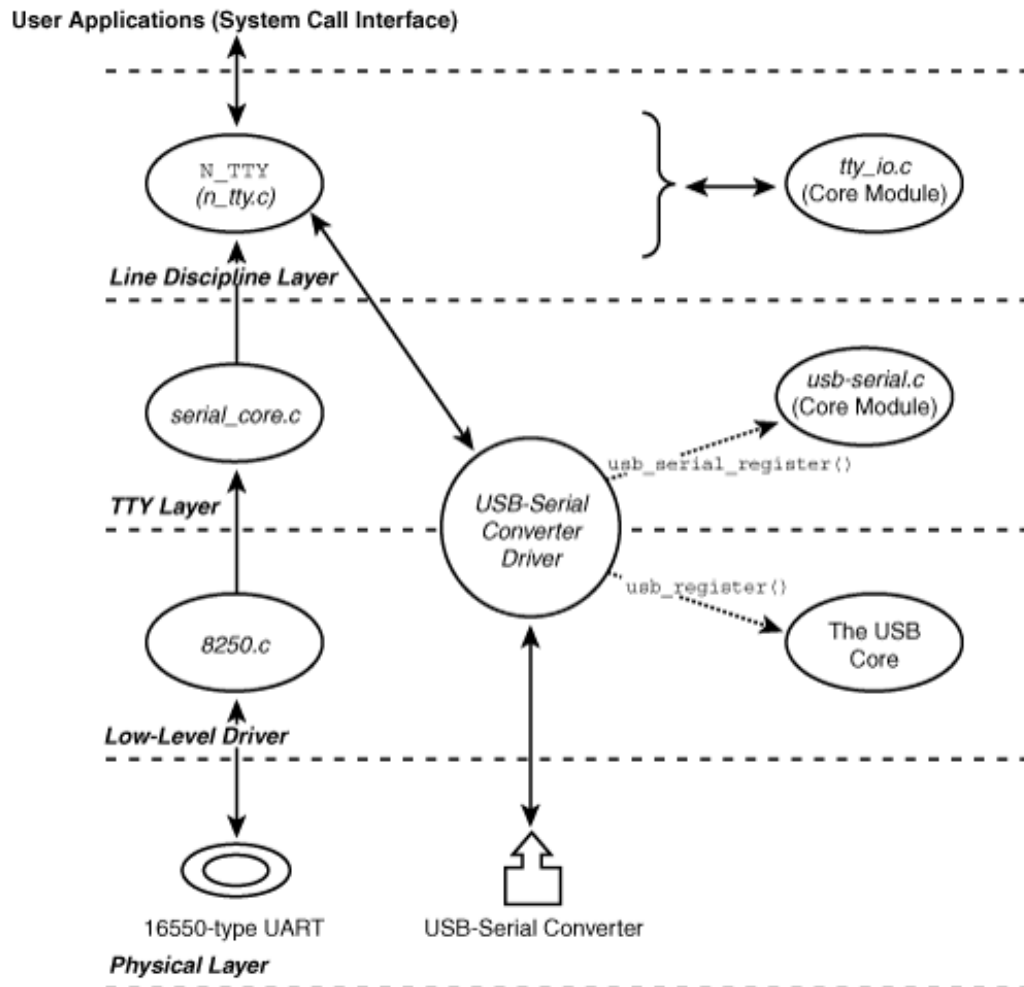 User Applications (System Call Interface)
N_TTY
(n_tty.c)
tty_io.c
(Core Module)
Line Discipline Layer
serial_core.c
usb-serial.c
(Core Module)
usb_serial_register()
TTY Layer
USB-Serial
Converter
Driver
usb_register()
8250.c
The USB
Core
Low-Level Driver
16550-type UART
USB-Serial Converter
Physical Layer